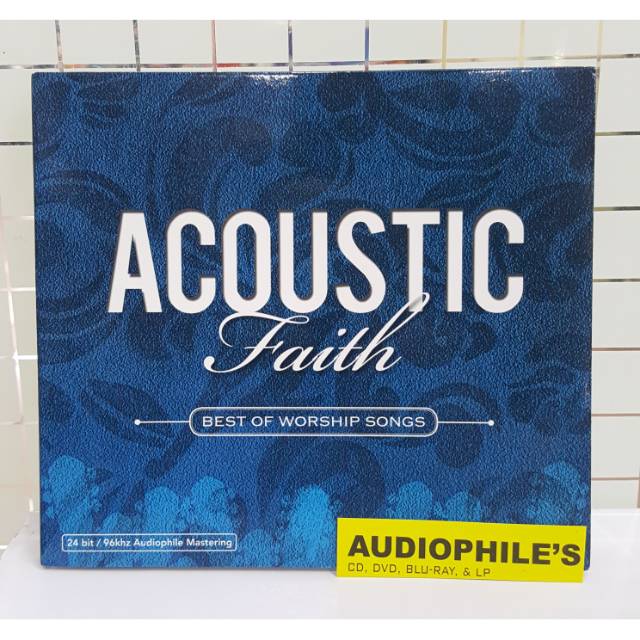 ACOUSTIC
Faith
BEST OF WORSHIP SONGS
24 bit / 96khz Audiophile Mastering
AUDIOPHILE'S
CD, DVD, BLU-RAY, & LP